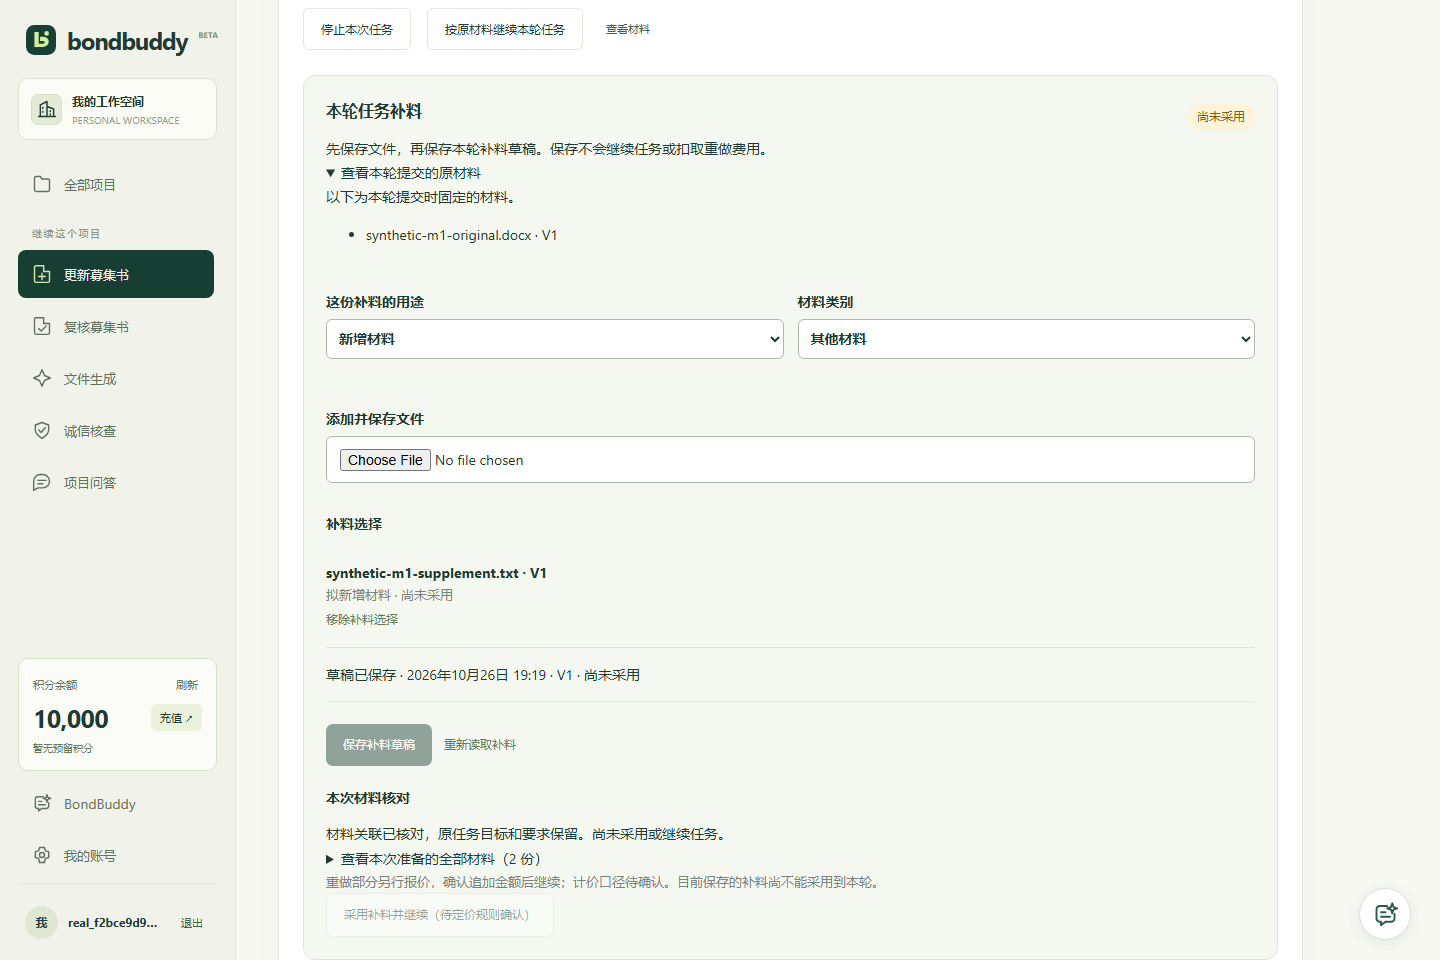 bondbuddy BETA
我的工作空间
PERSONAL WORKSPACE
全部项目
继续这个项目
更新募集书
复核募集书
文件生成
诚信核查
项目问答
积分余额 刷新
10,000 充值 ↗
暂无预留积分
BondBuddy
我的账号
我 real_f2bce9d9... 退出
停止本次任务 按原材料继续本轮任务 查看材料
本轮任务补料
尚未采用
先保存文件，再保存本轮补料草稿。保存不会继续任务或扣取重做费用。
▼ 查看本轮提交的原材料
以下为本轮提交时固定的材料。
• synthetic-m1-original.docx · V1
这份补料的用途 材料类别
新增材料 其他材料
添加并保存文件
Choose File No file chosen
补料选择
synthetic-m1-supplement.txt · V1
拟新增材料 · 尚未采用
移除补料选择
草稿已保存 · 2026年10月26日 19:19 · V1 · 尚未采用
保存补料草稿 重新读取补料
本次材料核对
材料关联已核对，原任务目标和要求保留。尚未采用或继续任务。
▶ 查看本次准备的全部材料（2 份）
重做部分另行报价，确认追加金额后继续；计价口径待确认。目前保存的补料尚不能采用到本轮。
采用补料并继续（待定价规则确认）